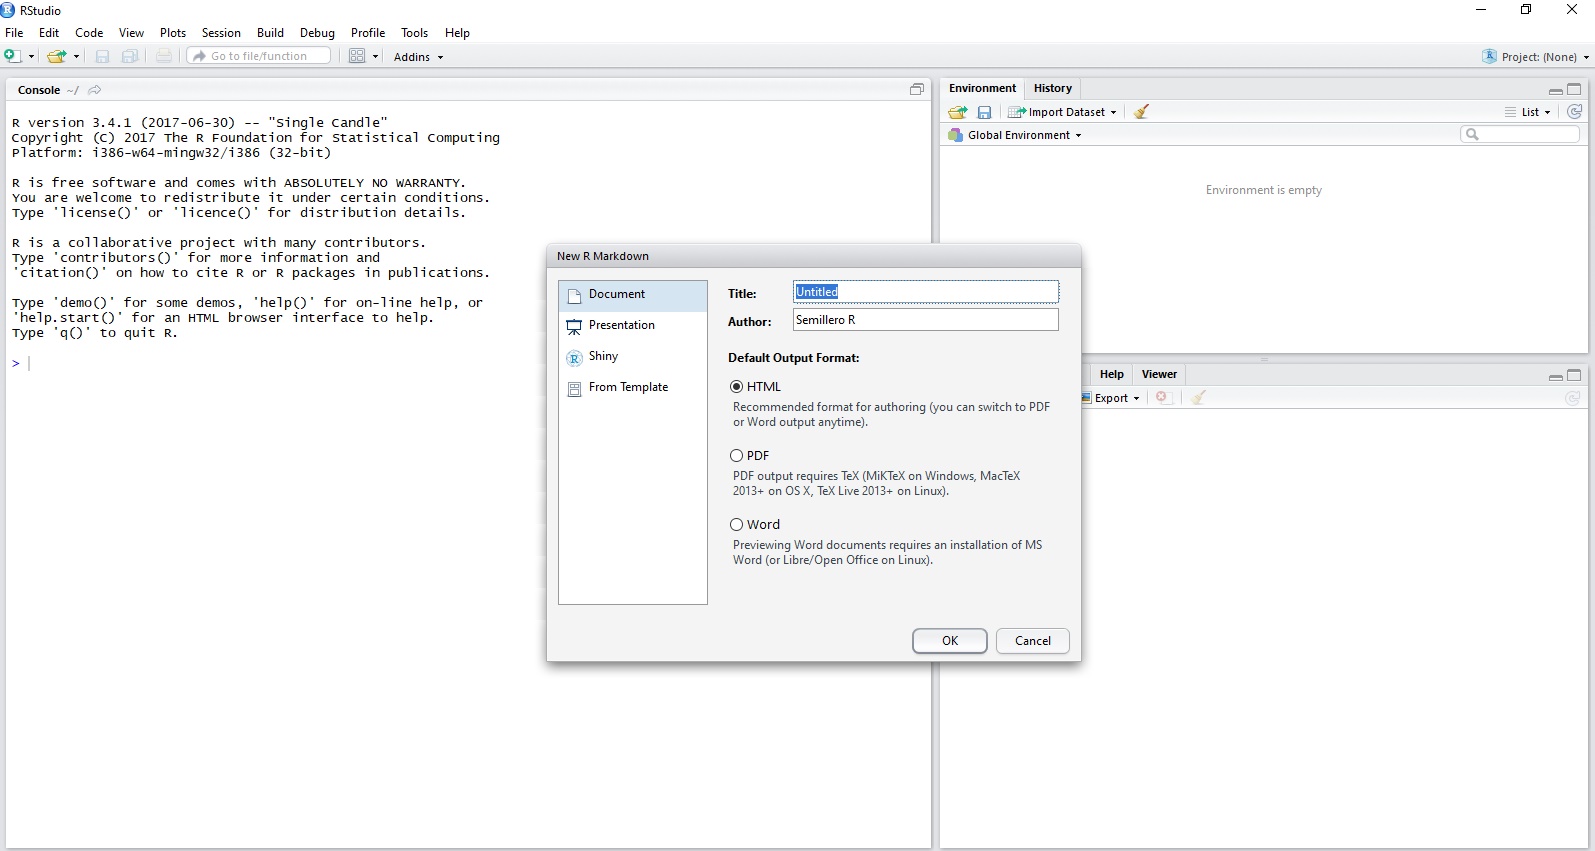 RStudio
File Edit Code View Plots Session Build Debug Profile Tools Help
Go to file/function Addins Project: (None)
Console ~/
R version 3.4.1 (2017-06-30) -- "Single Candle"
Copyright (C) 2017 The R Foundation for Statistical Computing
Platform: i386-w64-mingw32/i386 (32-bit)
R is free software and comes with ABSOLUTELY NO WARRANTY.
You are welcome to redistribute it under certain conditions.
Type 'license()' or 'licence()' for distribution details.
R is a collaborative project with many contributors.
Type 'contributors()' for more information and
'citation()' on how to cite R or R packages in publications.
Type 'demo()' for some demos, 'help()' for on-line help, or
'help.start()' for an HTML browser interface to help.
Type 'q()' to quit R.
>
Environment History
Import Dataset List
Global Environment
Environment is empty
Help Viewer
Export
New R Markdown
Document
Presentation
Shiny
From Template
Title: Untitled
Author: Semillero R
Default Output Format:
HTML
Recommended format for authoring (you can switch to PDF
or Word output anytime).
PDF
PDF output requires TeX (MiKTeX on Windows, MacTeX
2013+ on OS X, TeX Live 2013+ on Linux).
Word
Previewing Word documents requires an installation of MS
Word (or Libre/Open Office on Linux).
OK Cancel